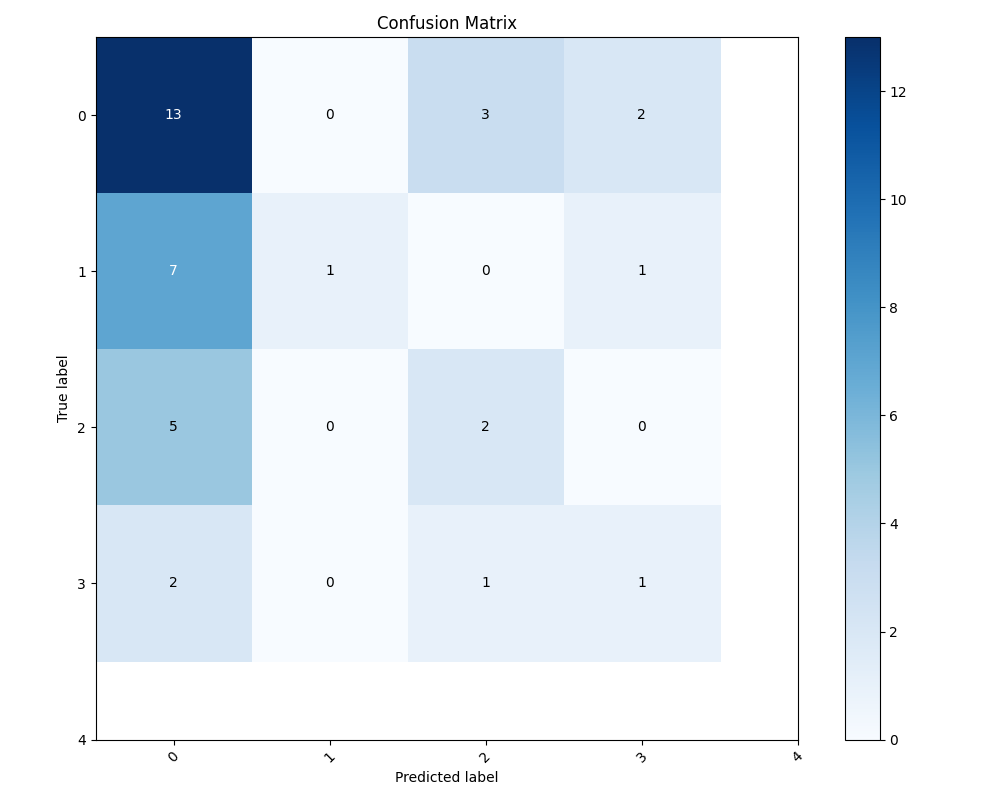 Confusion Matrix
0 13 0 3 2
1 7 1 0 1
2 5 0 2 0
3 2 0 1 1
4
0 1 2 3 4
True label
Predicted label
12
10
8
6
4
2
0